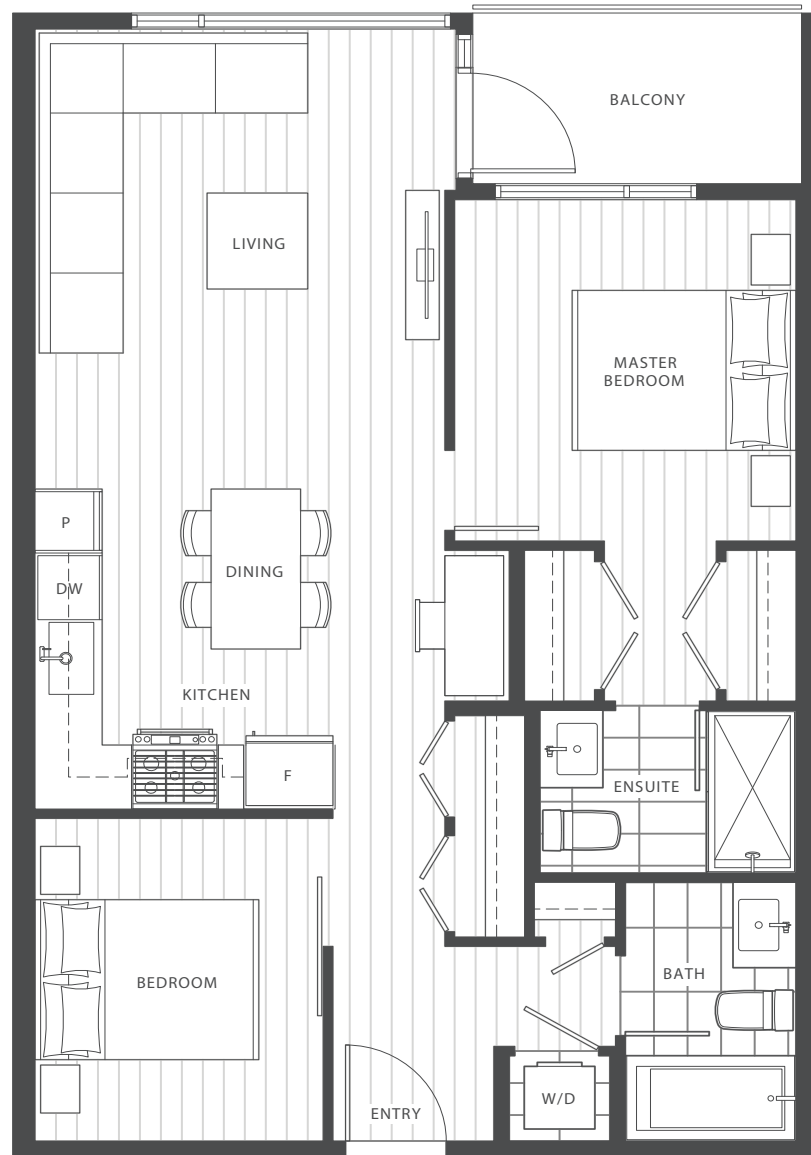 BALCONY
LIVING
MASTER
BEDROOM
P
DINING
DW
KITCHEN
F
ENSUITE
BATH
BEDROOM
W/D
ENTRY